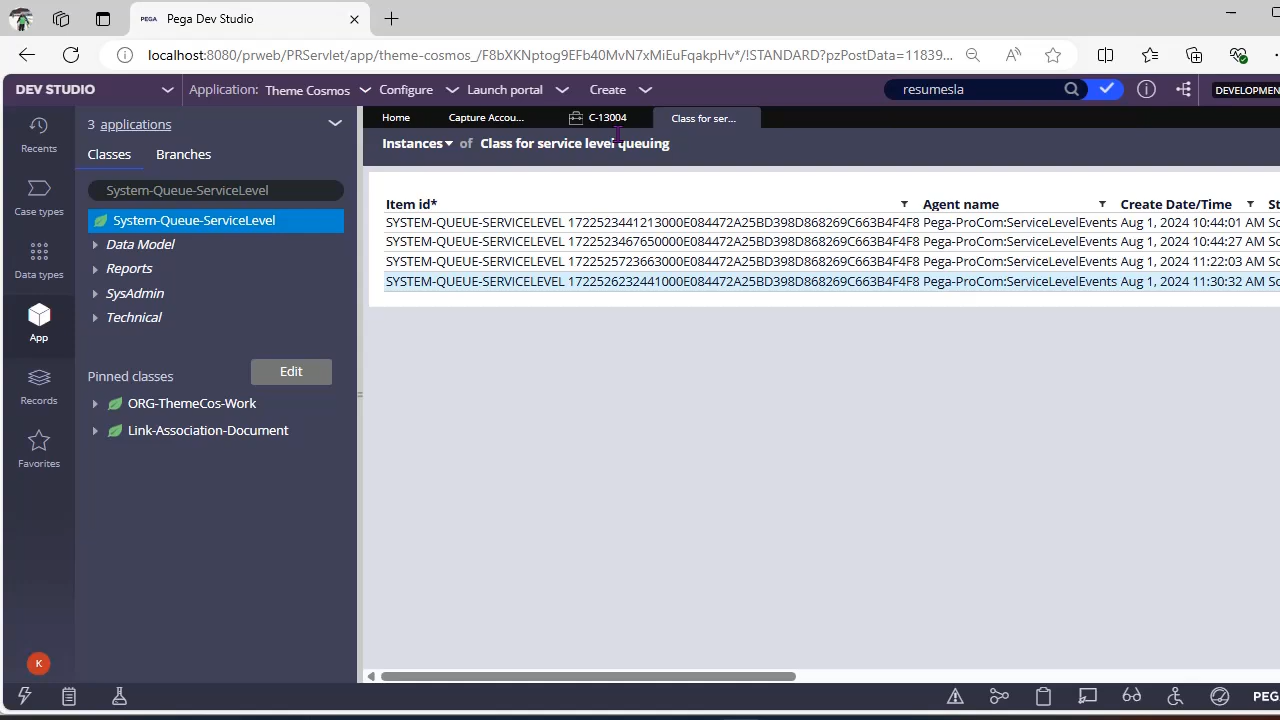 PEGA Pega Dev Studio
localhost:8080/prweb/PRServlet/app/theme-cosmos_/F8bXKNptog9EFb40MvN7xMiEuFqakpHv*/!STANDARD?pzPostData=11839...
DEV STUDIO Application: Theme Cosmos Configure Launch portal Create resumesla DEVELOPMEN
Recents
Case types
Data types
App
Records
Favorites
K
3 applications
Classes Branches
System-Queue-ServiceLevel
System-Queue-ServiceLevel
Data Model
Reports
SysAdmin
Technical
Pinned classes Edit
ORG-ThemeCos-Work
Link-Association-Document
Home Capture Accou... C-13004 Class for ser...
Instances of Class for service level queuing
Item id* Agent name Create Date/Time St
SYSTEM-QUEUE-SERVICELEVEL 1722523441213000E084472A25BD398D868269C663B4F4F8 Pega-ProCom:ServiceLevelEvents Aug 1, 2024 10:44:01 AM Sc
SYSTEM-QUEUE-SERVICELEVEL 1722523467650000E084472A25BD398D868269C663B4F4F8 Pega-ProCom:ServiceLevelEvents Aug 1, 2024 10:44:27 AM Sc
SYSTEM-QUEUE-SERVICELEVEL 1722525723663000E084472A25BD398D868269C663B4F4F8 Pega-ProCom:ServiceLevelEvents Aug 1, 2024 11:22:03 AM Sc
SYSTEM-QUEUE-SERVICELEVEL 1722526232441000E084472A25BD398D868269C663B4F4F8 Pega-ProCom:ServiceLevelEvents Aug 1, 2024 11:30:32 AM Sc
PEG